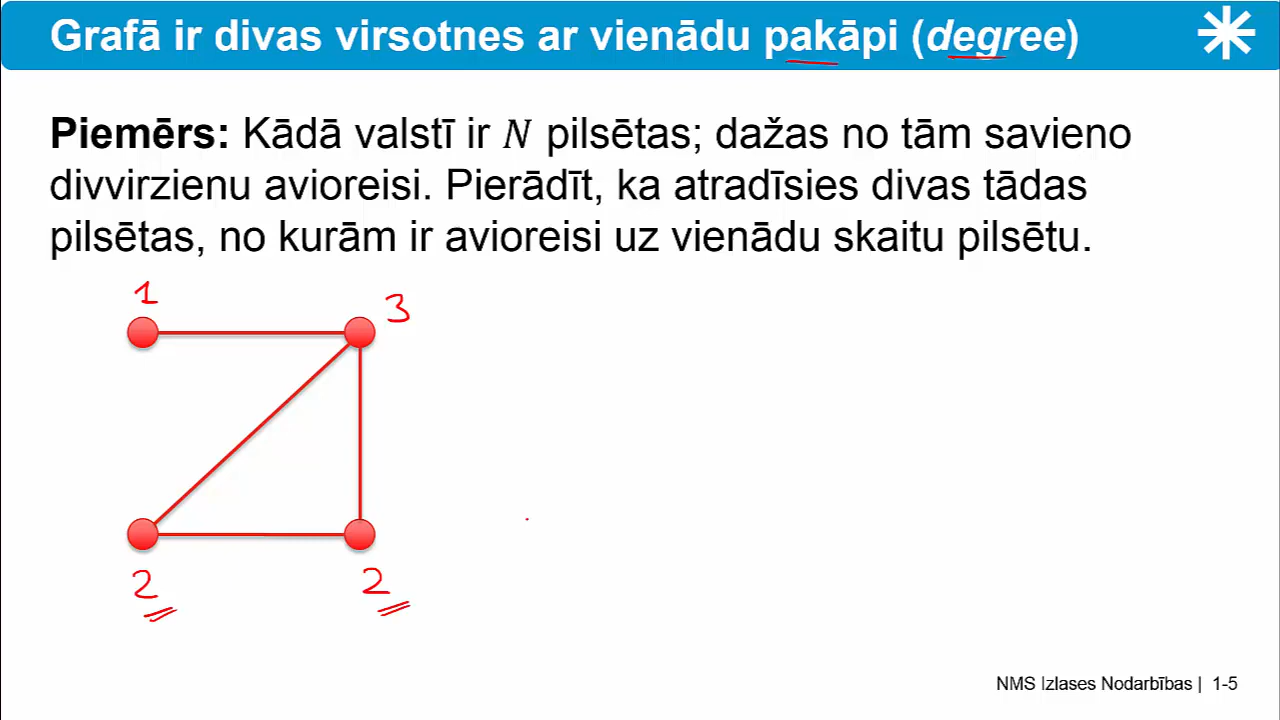 Grafā ir divas virsotnes ar vienādu pakāpi (degree)
Piemērs: Kādā valstī ir N pilsētas; dažas no tām savieno
divvirzienu avioreisi. Pierādīt, ka atradīsies divas tādas
pilsētas, no kurām ir avioreisi uz vienādu skaitu pilsētu.
1
3
2
2
NMS Izlases Nodarbības | 1-5